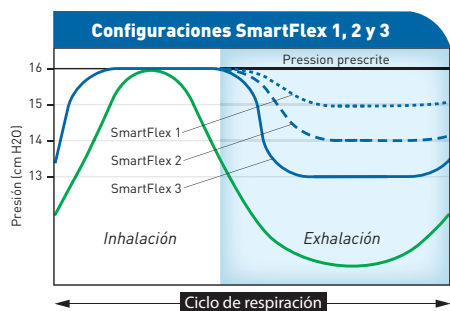 Configuraciones SmartFlex 1, 2 y 3
Pression prescrite
16
15
14
13
Presión (cm H2O)
SmartFlex 1
SmartFlex 2
SmartFlex 3
Inhalación
Exhalación
Ciclo de respiración